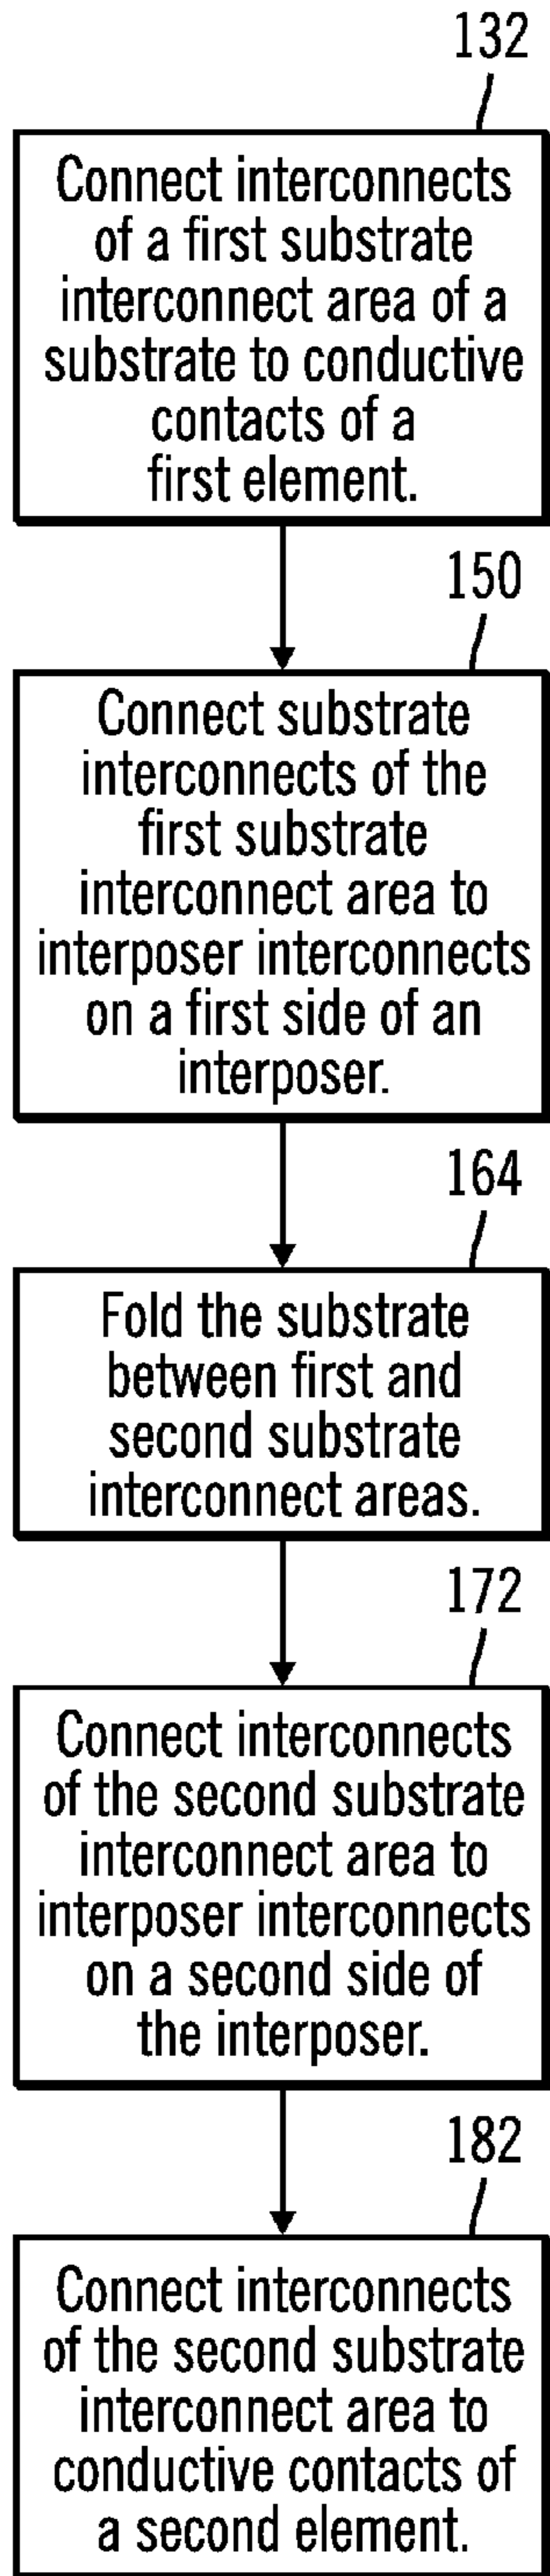 132
Connect interconnects
of a first substrate
interconnect area of a
substrate to conductive
contacts of a
first element.
150
Connect substrate
interconnects of the
first substrate
interconnect area to
interposer interconnects
on a first side of an
interposer.
164
Fold the substrate
between first and
second substrate
interconnect areas.
172
Connect interconnects
of the second substrate
interconnect area to
interposer interconnects
on a second side of
the interposer.
182
Connect interconnects
of the second substrate
interconnect area to
conductive contacts of
a second element.